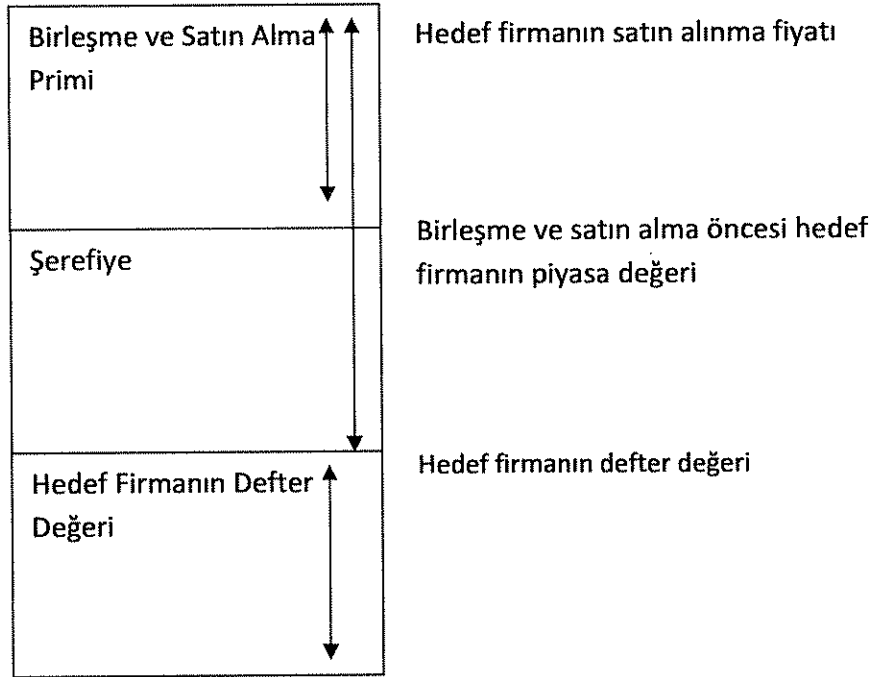 Birleşme ve Satın Alma
Primi
Hedef firmanın satın alınma fiyatı
Şerefiye
Birleşme ve satın alma öncesi hedef
firmanın piyasa değeri
Hedef Firmanın Defter
Değeri
Hedef firmanın defter değeri